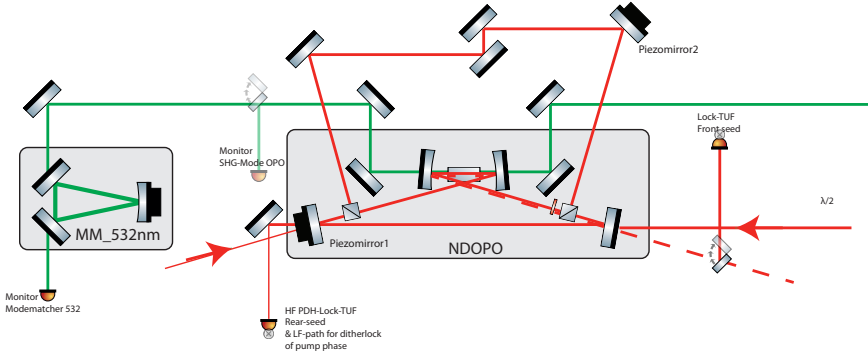 Piezomirror2
Lock-TUF
Front seed
Monitor
SHG-Mode OPO
λ/2
MM_532nm
Piezomirror1
NDOPO
Monitor
Modematcher 532
HF PDH-Lock-TUF
Rear-seed
& LF-path for ditherlock
of pump phase